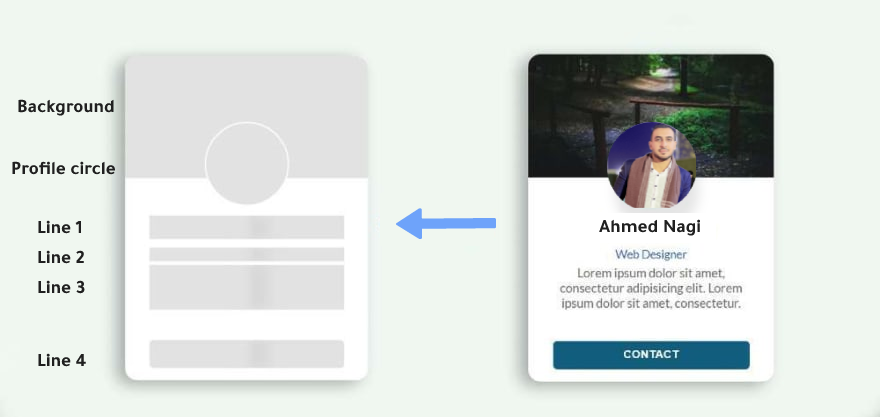 Background
Profile circle
Line 1
Line 2
Line 3
Line 4
Ahmed Nagi
Web Designer
Lorem ipsum dolor sit amet,
consectetur adipisicing elit. Lorem
ipsum dolor sit amet, consectetur.
CONTACT